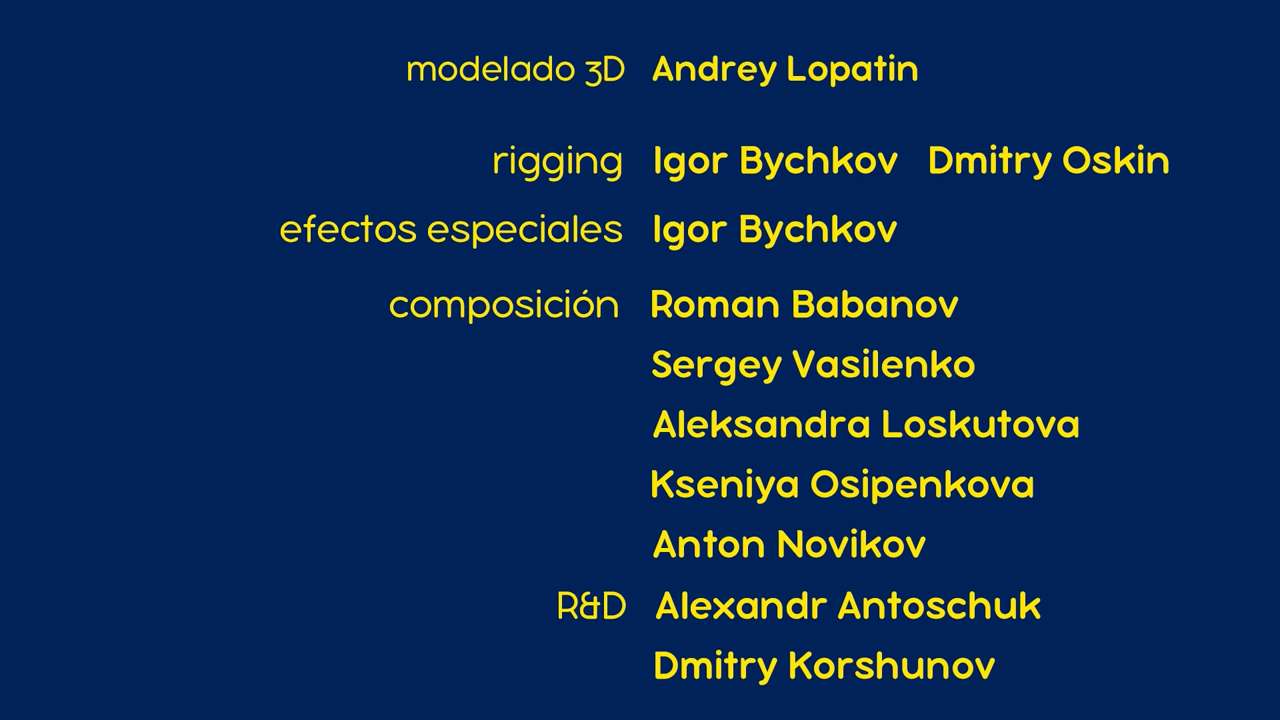 modelado 3D Andrey Lopatin
rigging Igor Bychkov Dmitry Oskin
efectos especiales Igor Bychkov
composición Roman Babanov
Sergey Vasilenko
Aleksandra Loskutova
Kseniya Osipenkova
Anton Novikov
R&D Alexandr Antoschuk
Dmitry Korshunov